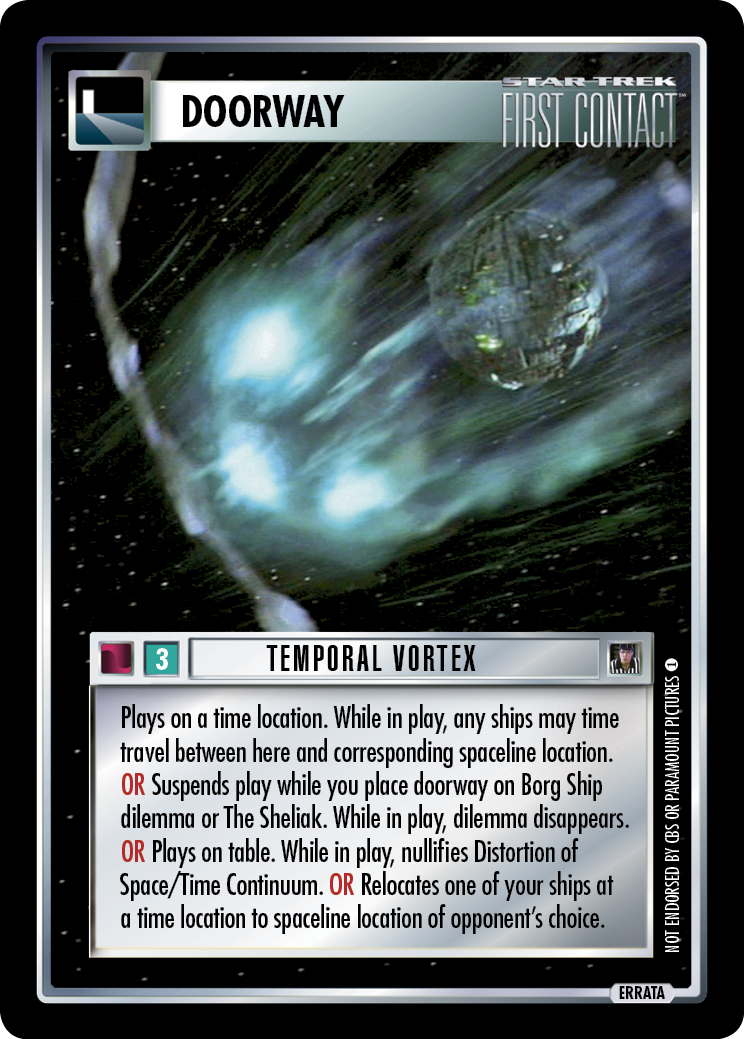 DOORWAY
STAR TREK
FIRST CONTACT™
3
TEMPORAL VORTEX
Plays on a time location. While in play, any ships may time
travel between here and corresponding spaceline location.
OR Suspends play while you place doorway on Borg Ship
dilemma or The Sheliak. While in play, dilemma disappears.
OR Plays on table. While in play, nullifies Distortion of
Space/Time Continuum. OR Relocates one of your ships at
a time location to spaceline location of opponent's choice.
NOT ENDORSED BY CBS OR PARAMOUNT PICTURES 1
ERRATA